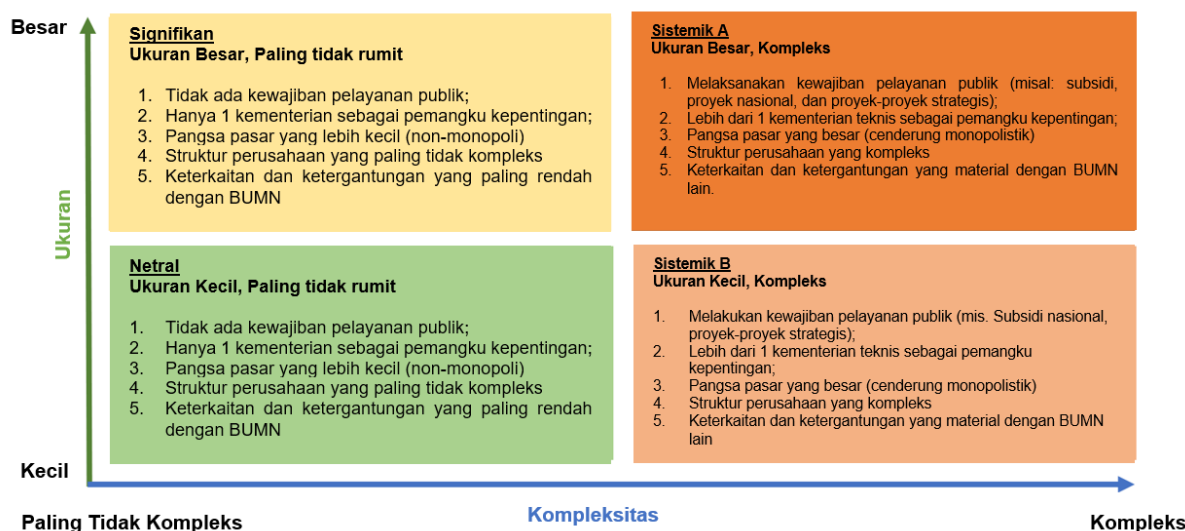 Besar
Signifikan
Ukuran Besar, Paling tidak rumit
1. Tidak ada kewajiban pelayanan publik;
2. Hanya 1 kementerian sebagai pemangku kepentingan;
3. Pangsa pasar yang lebih kecil (non-monopoli)
4. Struktur perusahaan yang paling tidak kompleks
5. Keterkaitan dan ketergantungan yang paling rendah
dengan BUMN
Sistemik A
Ukuran Besar, Kompleks
1. Melaksanakan kewajiban pelayanan publik (misal: subsidi,
proyek nasional, dan proyek-proyek strategis);
2. Lebih dari 1 kementerian teknis sebagai pemangku kepentingan;
3. Pangsa pasar yang besar (cenderung monopolistik)
4. Struktur perusahaan yang kompleks
5. Keterkaitan dan ketergantungan yang material dengan BUMN
lain.
Ukuran
Netral
Ukuran Kecil, Paling tidak rumit
1. Tidak ada kewajiban pelayanan publik;
2. Hanya 1 kementerian sebagai pemangku kepentingan;
3. Pangsa pasar yang lebih kecil (non-monopoli)
4. Struktur perusahaan yang paling tidak kompleks
5. Keterkaitan dan ketergantungan yang paling rendah
dengan BUMN
Sistemik B
Ukuran Kecil, Kompleks
1. Melakukan kewajiban pelayanan publik (mis. Subsidi nasional,
proyek-proyek strategis);
2. Lebih dari 1 kementerian teknis sebagai pemangku
kepentingan;
3. Pangsa pasar yang besar (cenderung monopolistik)
4. Struktur perusahaan yang kompleks
5. Keterkaitan dan ketergantungan yang material dengan BUMN
lain
Kecil
Paling Tidak Kompleks
Kompleksitas
Kompleks